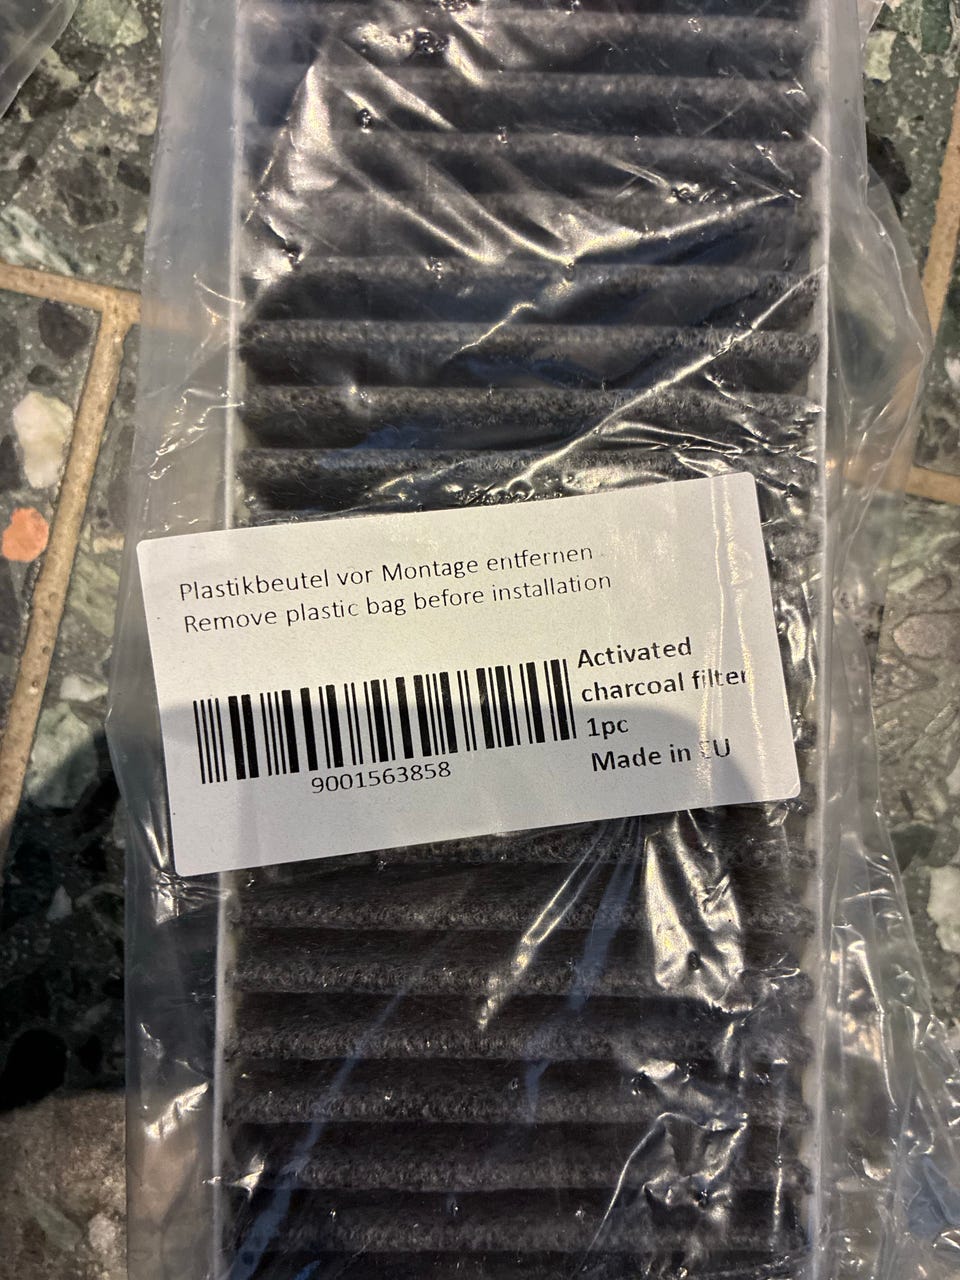 Plastikbeutel vor Montage entfernen
Remove plastic bag before installation
Activated
charcoal filter
1pc
Made in EU
9001563858